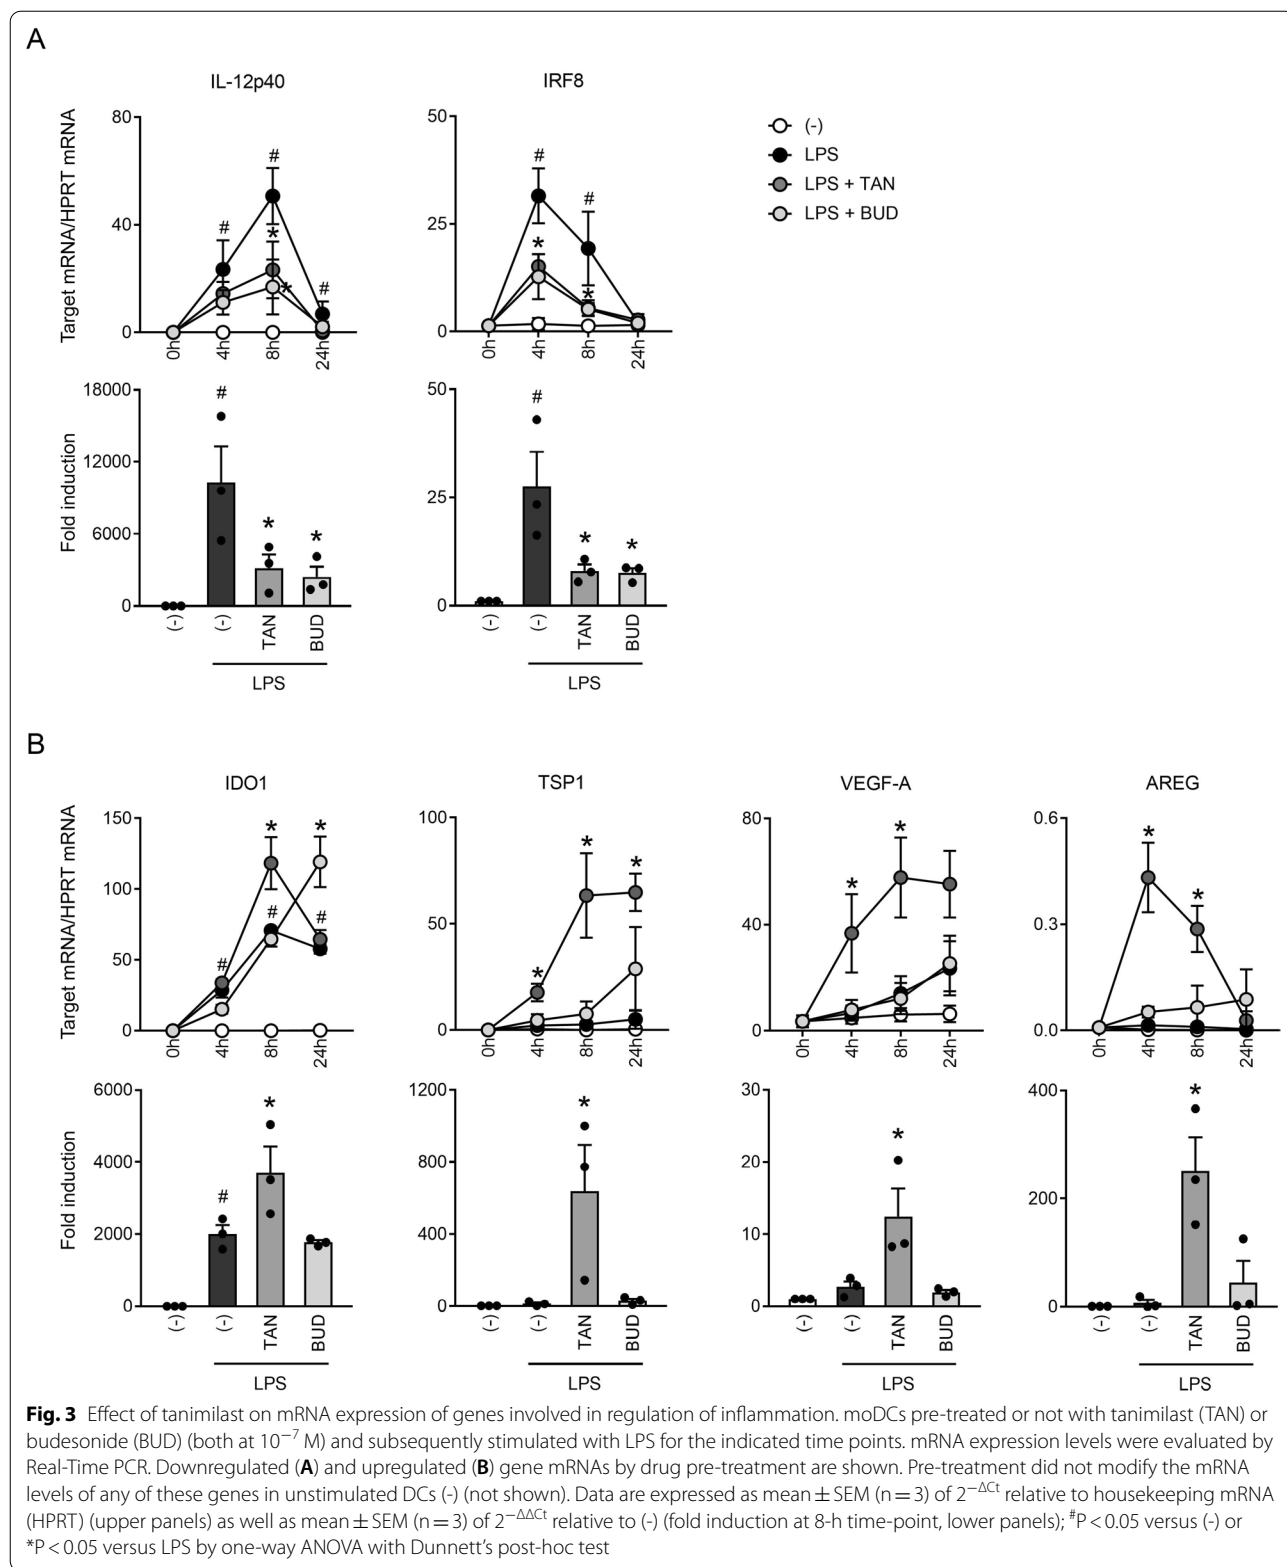 A
IL-12p40
IRF8
(-)
LPS
LPS + TAN
LPS + BUD
Target mRNA/HPRT mRNA
80
40
0
# # * * #
0h 4h 8h 24h
50
25
0
# # * *
0h 4h 8h 24h
Fold induction
18000
12000
6000
0
# * *
(-) (-) TAN BUD
LPS
50
25
0
# * *
(-) (-) TAN BUD
LPS
B
IDO1
TSP1
VEGF-A
AREG
Target mRNA/HPRT mRNA
150
100
50
0
# * # * #
0h 4h 8h 24h
100
50
0
* * *
0h 4h 8h 24h
80
40
0
* *
0h 4h 8h 24h
0.6
0.3
0.0
* *
0h 4h 8h 24h
Fold induction
6000
4000
2000
0
# *
(-) (-) TAN BUD
LPS
1200
800
400
0
*
(-) (-) TAN BUD
LPS
30
20
10
0
*
(-) (-) TAN BUD
LPS
400
200
0
*
(-) (-) TAN BUD
LPS
Fig. 3 Effect of tanimilast on mRNA expression of genes involved in regulation of inflammation. moDCs pre-treated or not with tanimilast (TAN) or
budesonide (BUD) (both at 10⁻⁷ M) and subsequently stimulated with LPS for the indicated time points. mRNA expression levels were evaluated by
Real-Time PCR. Downregulated (A) and upregulated (B) gene mRNAs by drug pre-treatment are shown. Pre-treatment did not modify the mRNA
levels of any of these genes in unstimulated DCs (-) (not shown). Data are expressed as mean ± SEM (n = 3) of 2^−ΔCt relative to housekeeping mRNA
(HPRT) (upper panels) as well as mean ± SEM (n = 3) of 2^−ΔΔCt relative to (-) (fold induction at 8-h time-point, lower panels); #P < 0.05 versus (-) or
*P < 0.05 versus LPS by one-way ANOVA with Dunnett's post-hoc test